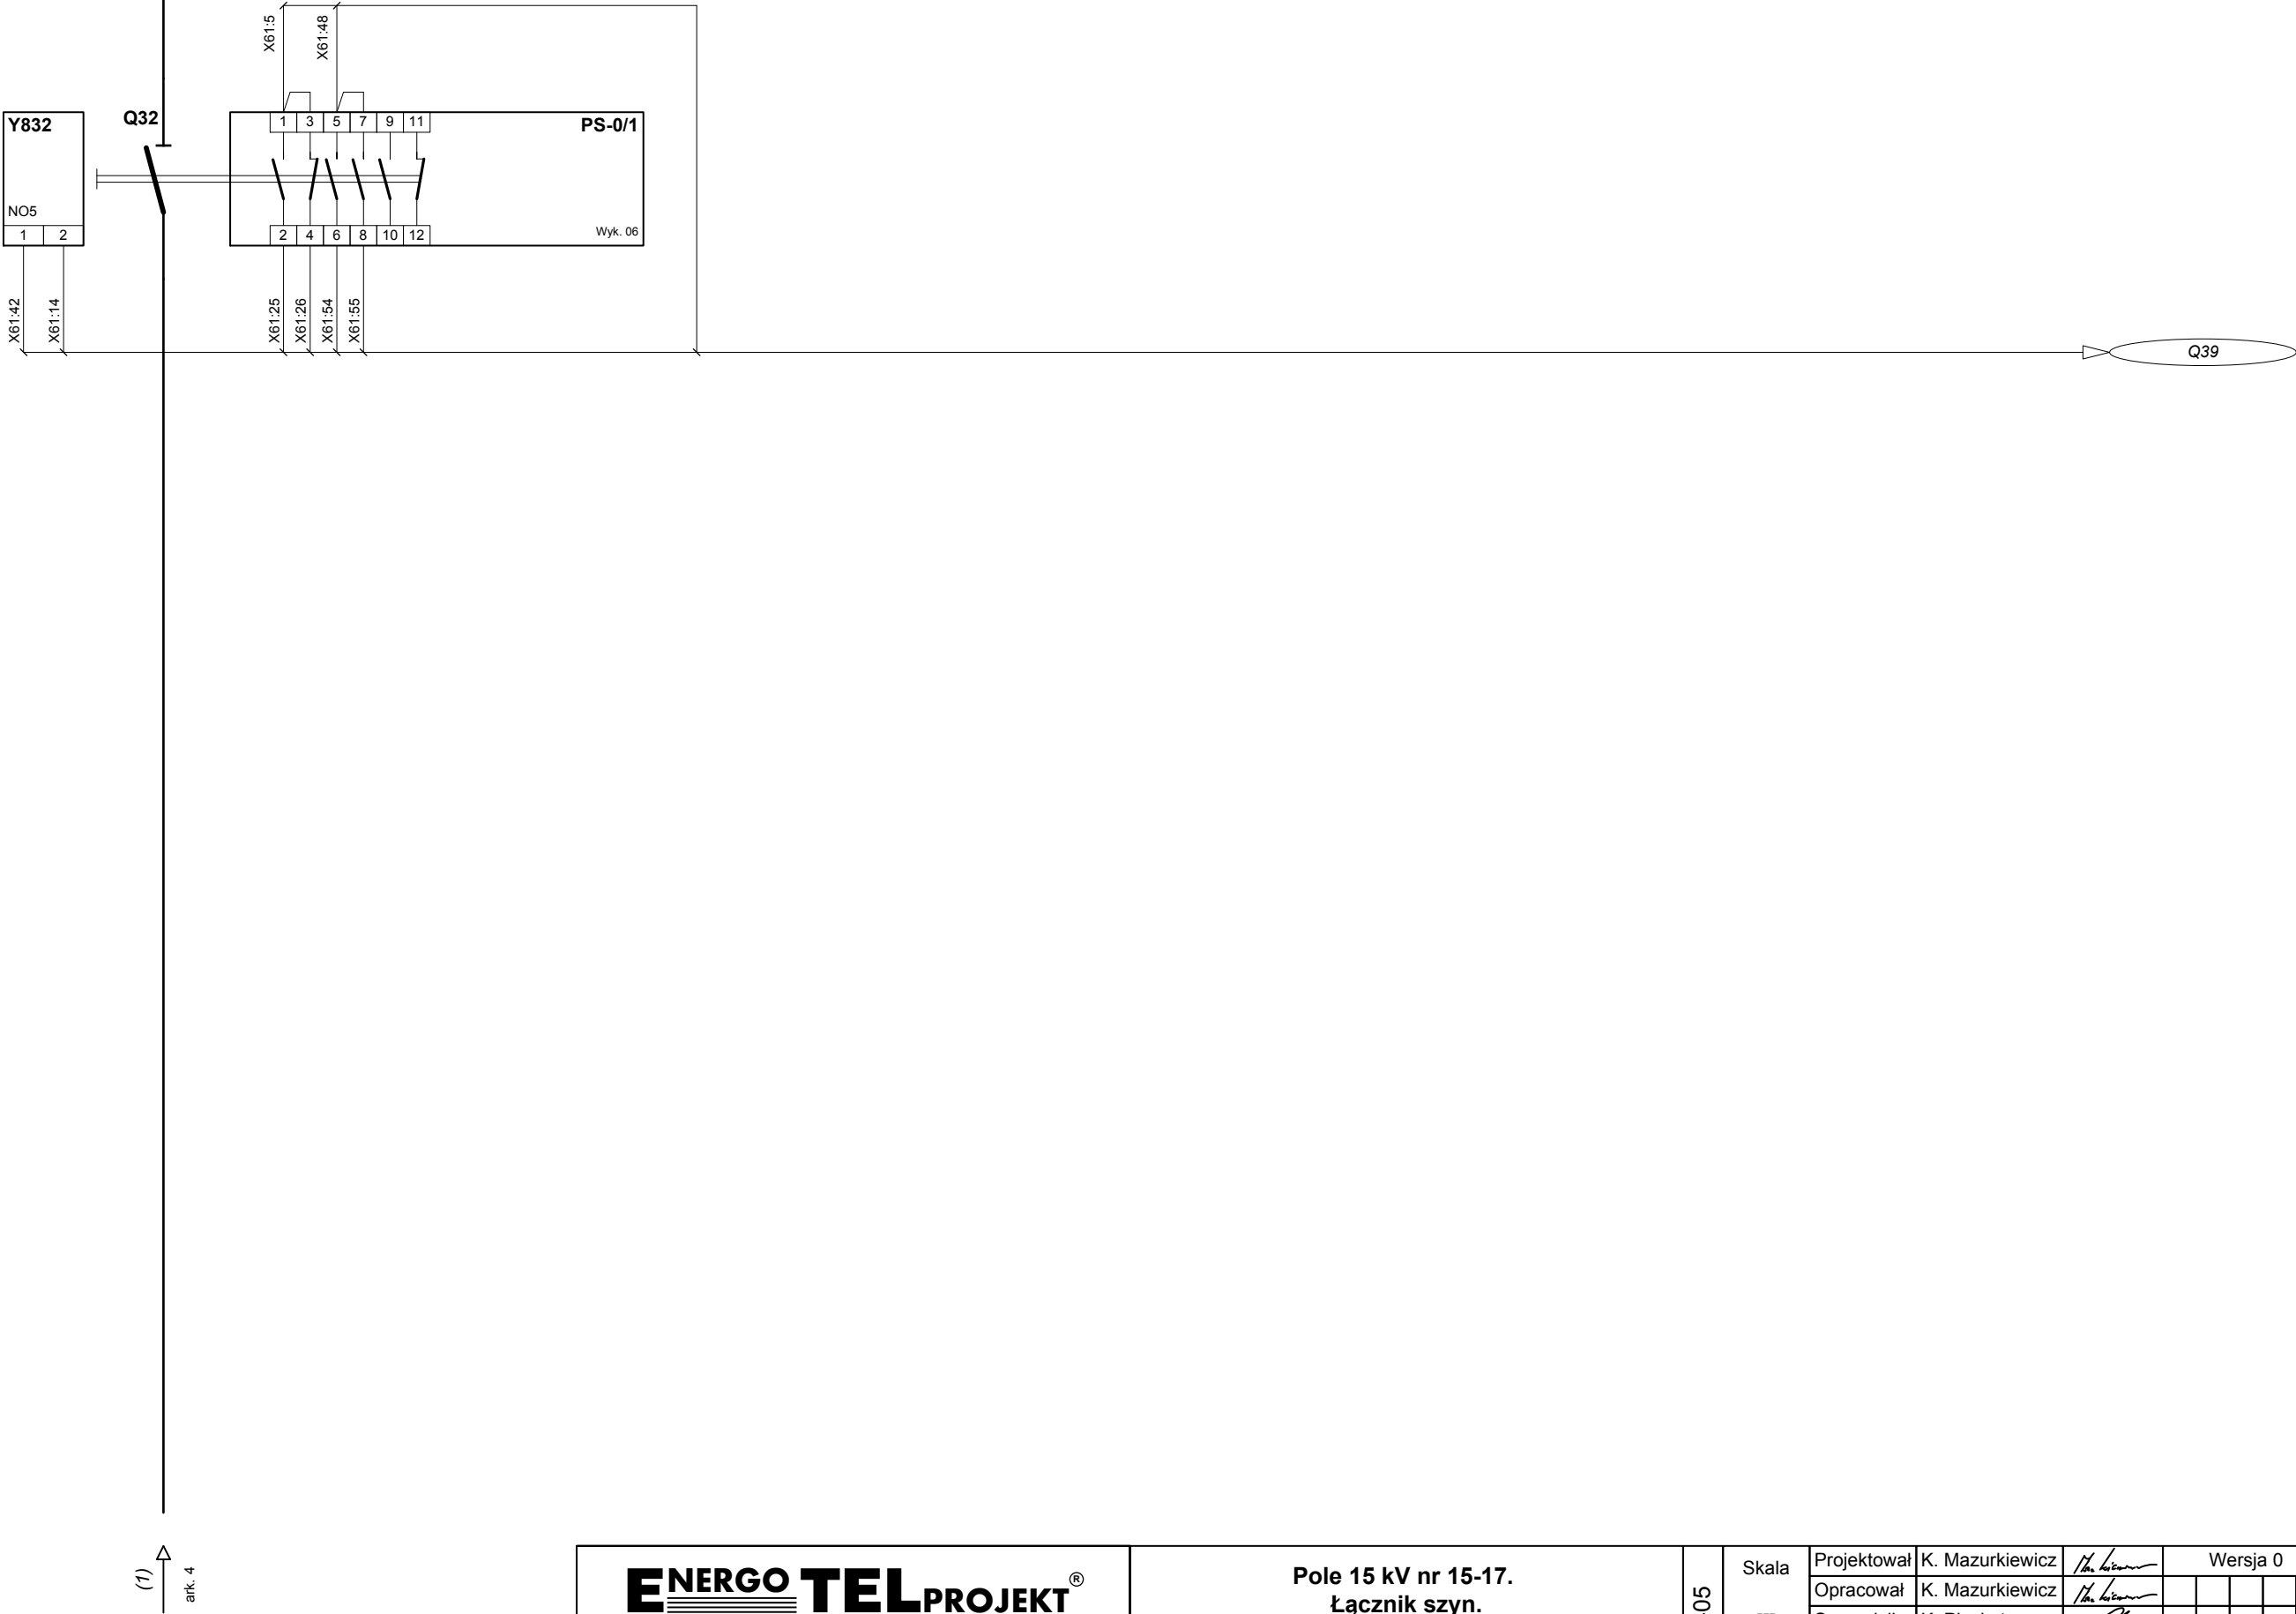 X61:5
X61:48
Y832
Q32
1 3 5 7 9 11
PS-0/1
NO5
1 2
2 4 6 8 10 12
Wyk. 06
X61:42
X61:14
X61:25
X61:26
X61:54
X61:55
Q39
(1)
ark. 4
ENERGO TEL PROJEKT®
Pole 15 kV nr 15-17.
Łącznik szyn.
05
Skala
Projektował K. Mazurkiewicz
Wersja 0
Opracował K. Mazurkiewicz